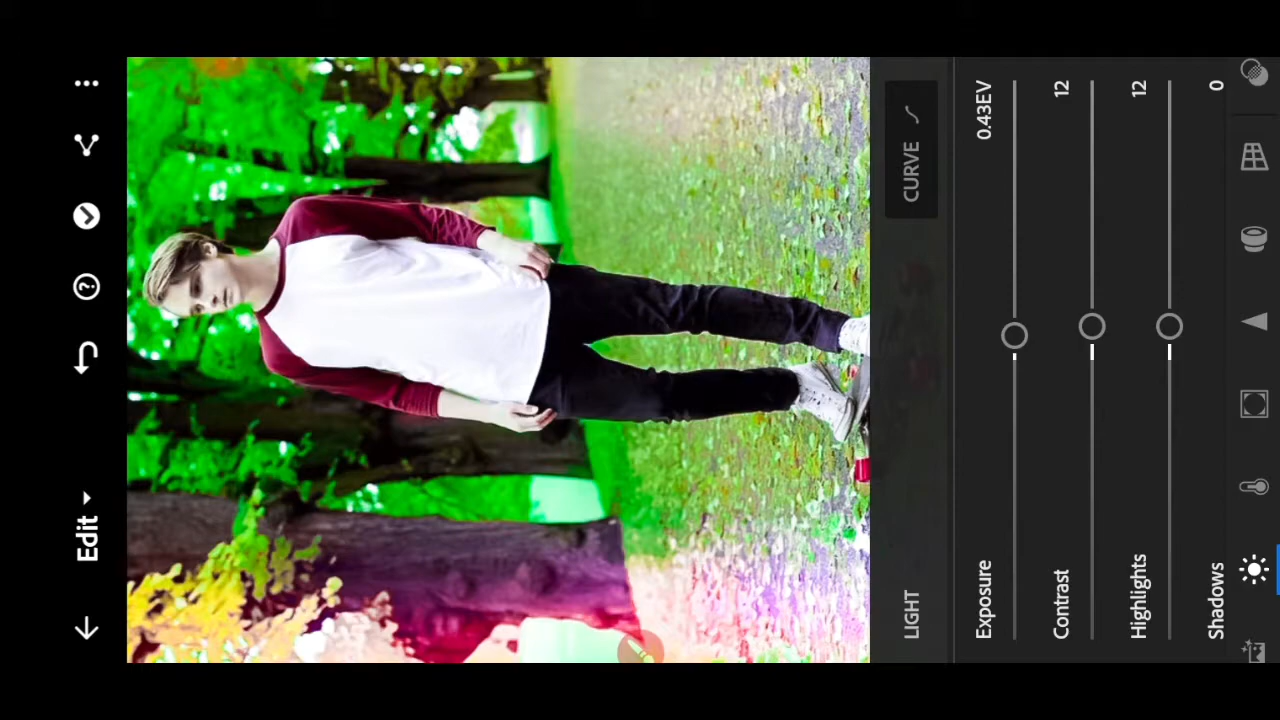 Edit
LIGHT
CURVE
Exposure 0.43EV
Contrast 12
Highlights 12
Shadows 0